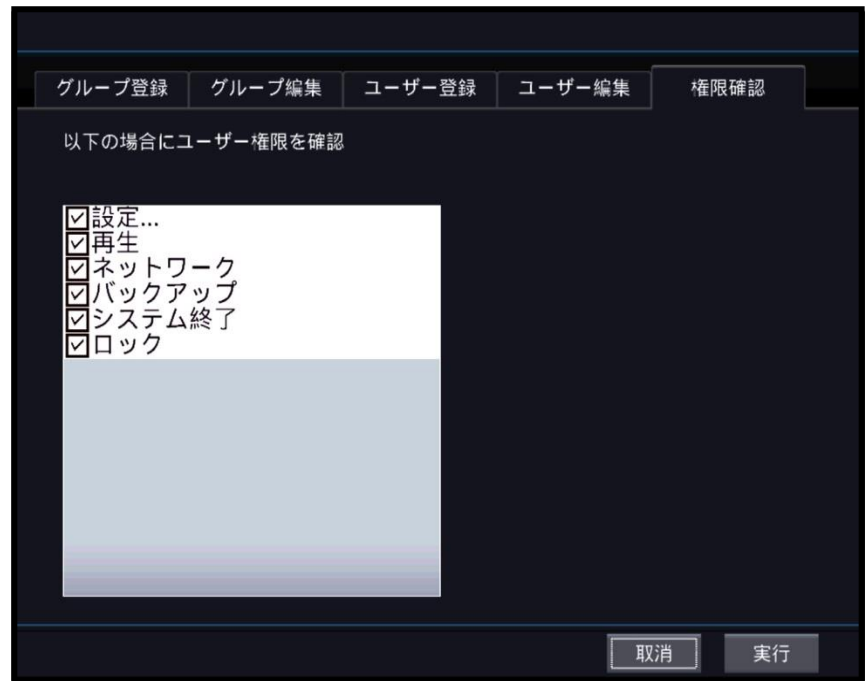 グループ登録 グループ編集 ユーザー登録 ユーザー編集 権限確認
以下の場合にユーザー権限を確認
設定...
再生
ネットワーク
バックアップ
システム終了
ロック
取消 実行